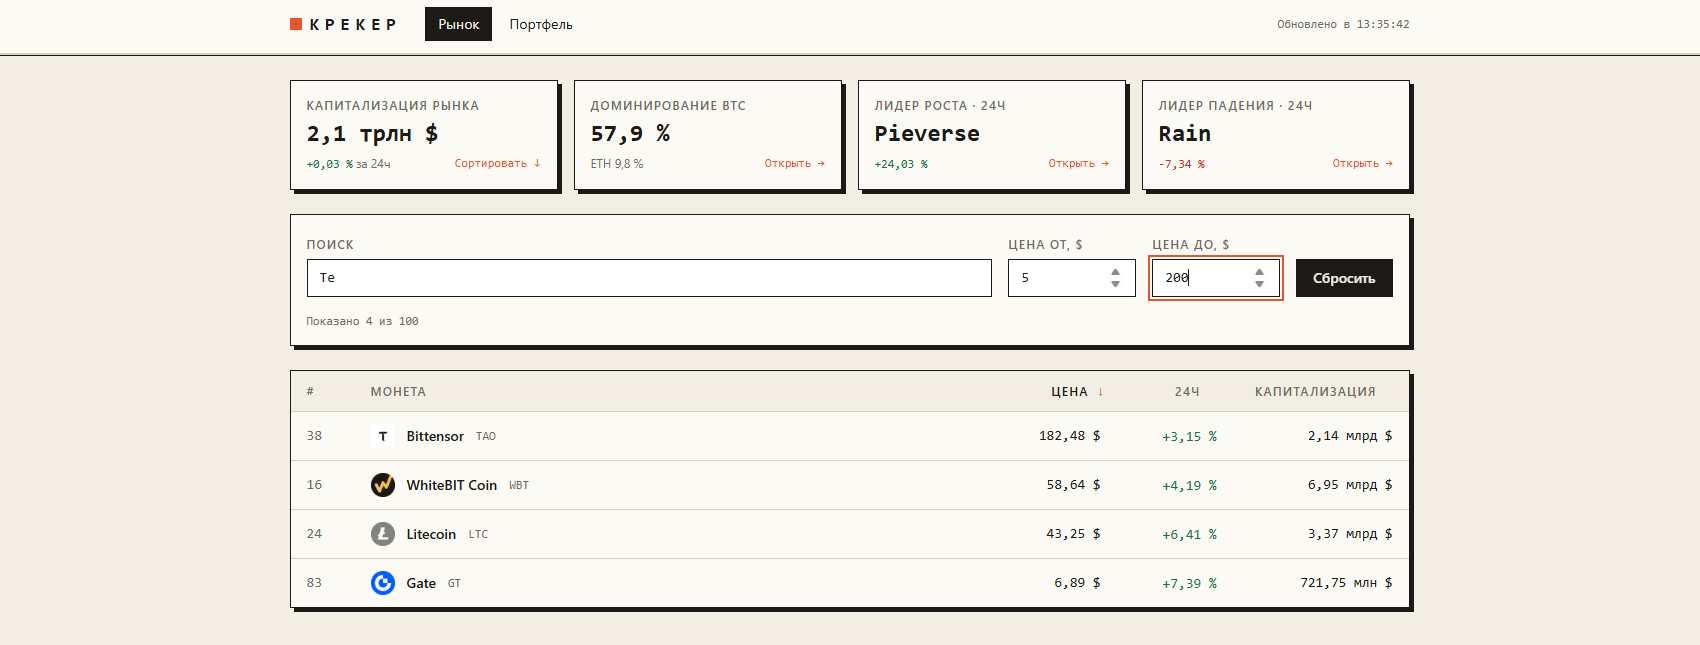 КРЕКЕР Рынок Портфель Обновлено в 13:35:42
КАПИТАЛИЗАЦИЯ РЫНКА
2,1 трлн $
+0,03 % за 24ч Сортировать ↓
ДОМИНИРОВАНИЕ BTC
57,9 %
ETH 9,8 % Открыть →
ЛИДЕР РОСТА · 24Ч
Pieverse
+24,03 % Открыть →
ЛИДЕР ПАДЕНИЯ · 24Ч
Rain
-7,34 % Открыть →
ПОИСК ЦЕНА ОТ, $ ЦЕНА ДО, $
Te 5 200 Сбросить
Показано 4 из 100
# МОНЕТА ЦЕНА ↓ 24Ч КАПИТАЛИЗАЦИЯ
38 T Bittensor TAO 182,48 $ +3,15 % 2,14 млрд $
16 WhiteBIT Coin WBT 58,64 $ +4,19 % 6,95 млрд $
24 Litecoin LTC 43,25 $ +6,41 % 3,37 млрд $
83 Gate GT 6,89 $ +7,39 % 721,75 млн $